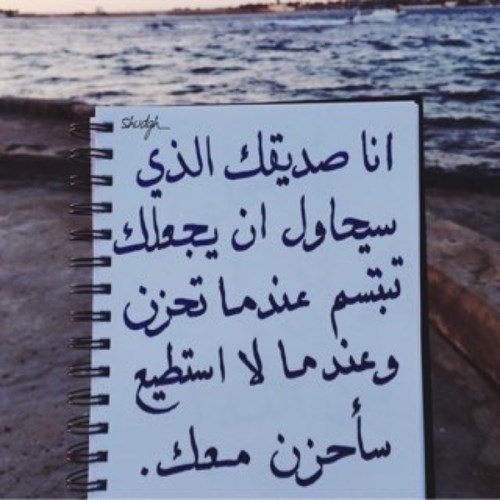 Shudgh_
انا صديقك الذي
سيحاول ان يجعلك
تبتسم عندما تحزن
وعندما لا استطيع
سأحزن معك.